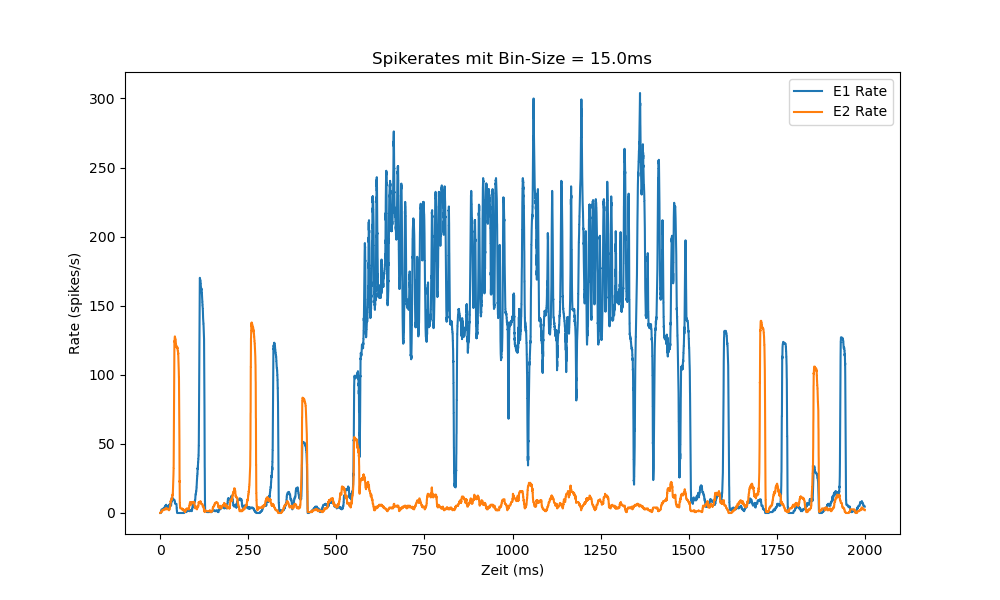 Spikerates mit Bin-Size = 15.0ms
E1 Rate
E2 Rate
Rate (spikes/s)
300
250
200
150
100
50
0
0 250 500 750 1000 1250 1500 1750 2000
Zeit (ms)